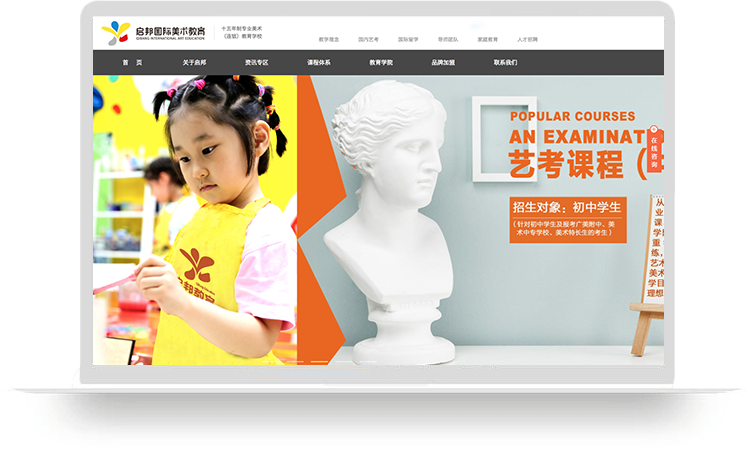 启邦国际美术教育
QIBANG INTERNATIONAL ART EDUCATION
十五年制专业美术
（连锁）教育学校
教学理念 国内艺考 国际留学 导师团队 家庭教育 人才招聘
首 页 关于启邦 资讯专区 课程体系 教育学院 品牌加盟 联系我们
POPULAR COURSES
AN EXAMINAT
艺考课程（
在线咨询
招生对象：初中学生
（针对初中学生及报考广美附中、美
术中专学校、美术特长生的考生）
从
业
课
学目
重
练，
艺术
美术
学目
理想
启邦教育